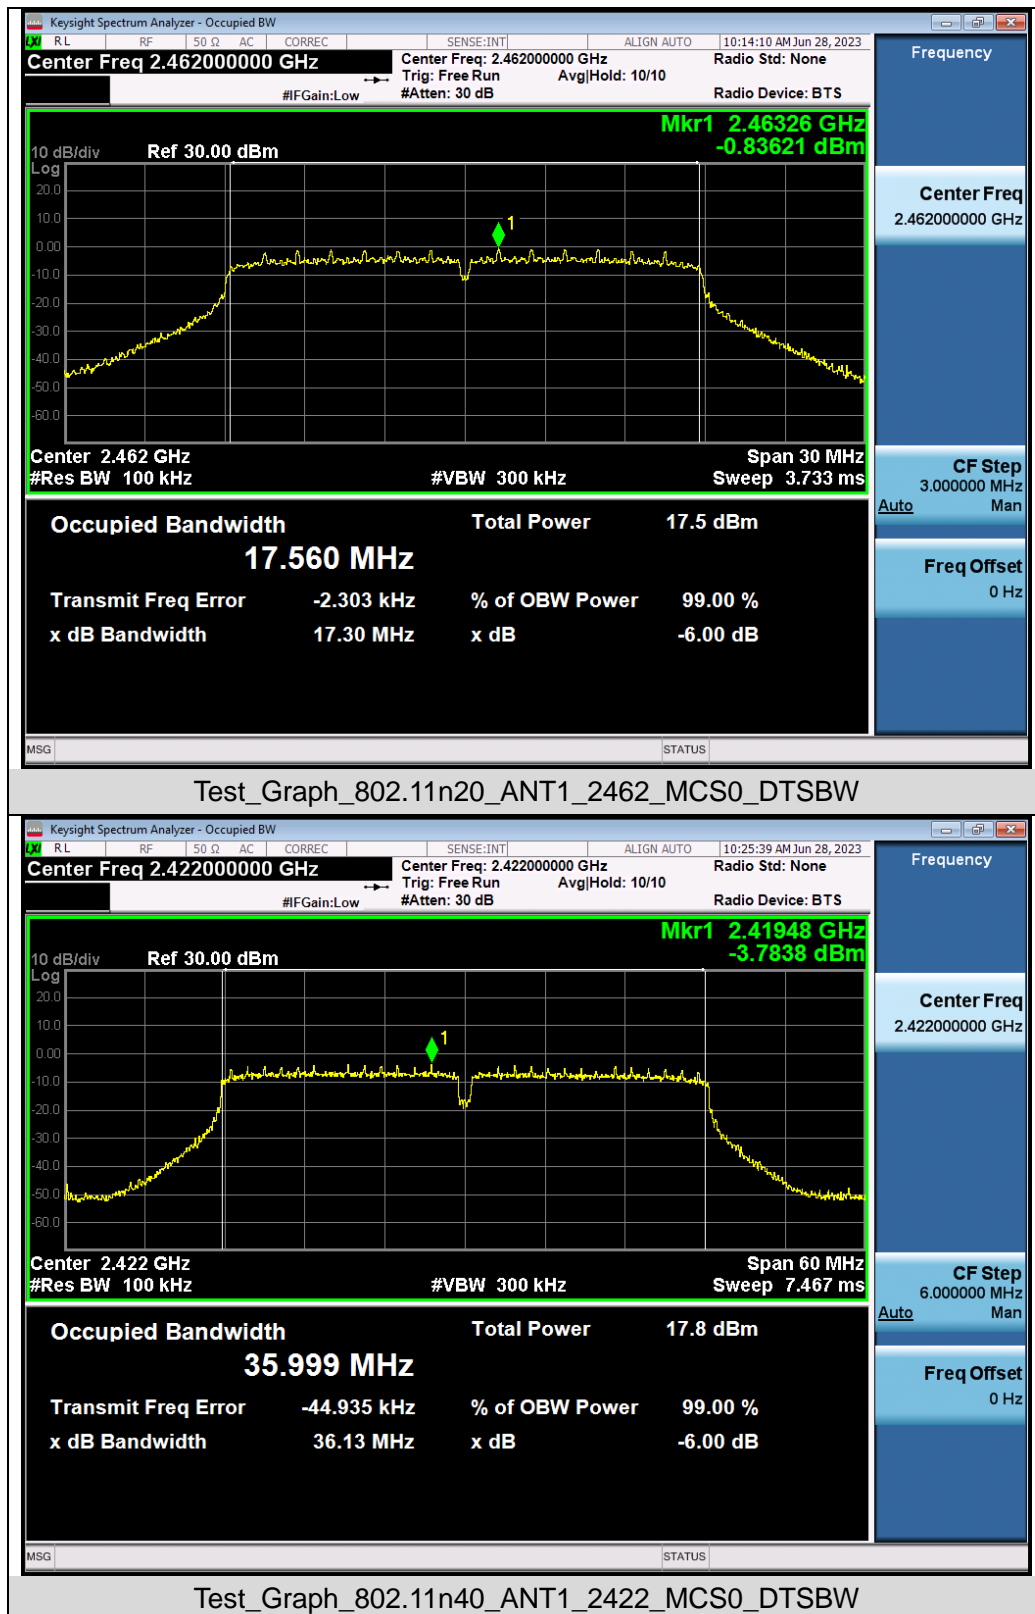 Keysight Spectrum Analyzer - Occupied BW
LXI RL RF 50 Ω AC CORREC SENSE:INT ALIGN AUTO 10:14:10 AM Jun 28, 2023
Center Freq 2.462000000 GHz
Center Freq: 2.462000000 GHz Radio Std: None
Trig: Free Run Avg|Hold: 10/10
#IFGain:Low #Atten: 30 dB Radio Device: BTS
Frequency
Mkr1 2.46326 GHz
-0.83621 dBm
10 dB/div Ref 30.00 dBm
Log
20.0
10.0
0.00
-10.0
-20.0
-30.0
-40.0
-50.0
-60.0
1
Center 2.462 GHz Span 30 MHz
#Res BW 100 kHz #VBW 300 kHz Sweep 3.733 ms
Center Freq
2.462000000 GHz
CF Step
3.000000 MHz
Auto Man
Freq Offset
0 Hz
Occupied Bandwidth Total Power 17.5 dBm
17.560 MHz
Transmit Freq Error -2.303 kHz % of OBW Power 99.00 %
x dB Bandwidth 17.30 MHz x dB -6.00 dB
MSG STATUS
Test_Graph_802.11n20_ANT1_2462_MCS0_DTSBW
Keysight Spectrum Analyzer - Occupied BW
LXI RL RF 50 Ω AC CORREC SENSE:INT ALIGN AUTO 10:25:39 AM Jun 28, 2023
Center Freq 2.422000000 GHz
Center Freq: 2.422000000 GHz Radio Std: None
Trig: Free Run Avg|Hold: 10/10
#IFGain:Low #Atten: 30 dB Radio Device: BTS
Frequency
Mkr1 2.41948 GHz
-3.7838 dBm
10 dB/div Ref 30.00 dBm
Log
20.0
10.0
0.00
-10.0
-20.0
-30.0
-40.0
-50.0
-60.0
1
Center 2.422 GHz Span 60 MHz
#Res BW 100 kHz #VBW 300 kHz Sweep 7.467 ms
Center Freq
2.422000000 GHz
CF Step
6.000000 MHz
Auto Man
Freq Offset
0 Hz
Occupied Bandwidth Total Power 17.8 dBm
35.999 MHz
Transmit Freq Error -44.935 kHz % of OBW Power 99.00 %
x dB Bandwidth 36.13 MHz x dB -6.00 dB
MSG STATUS
Test_Graph_802.11n40_ANT1_2422_MCS0_DTSBW